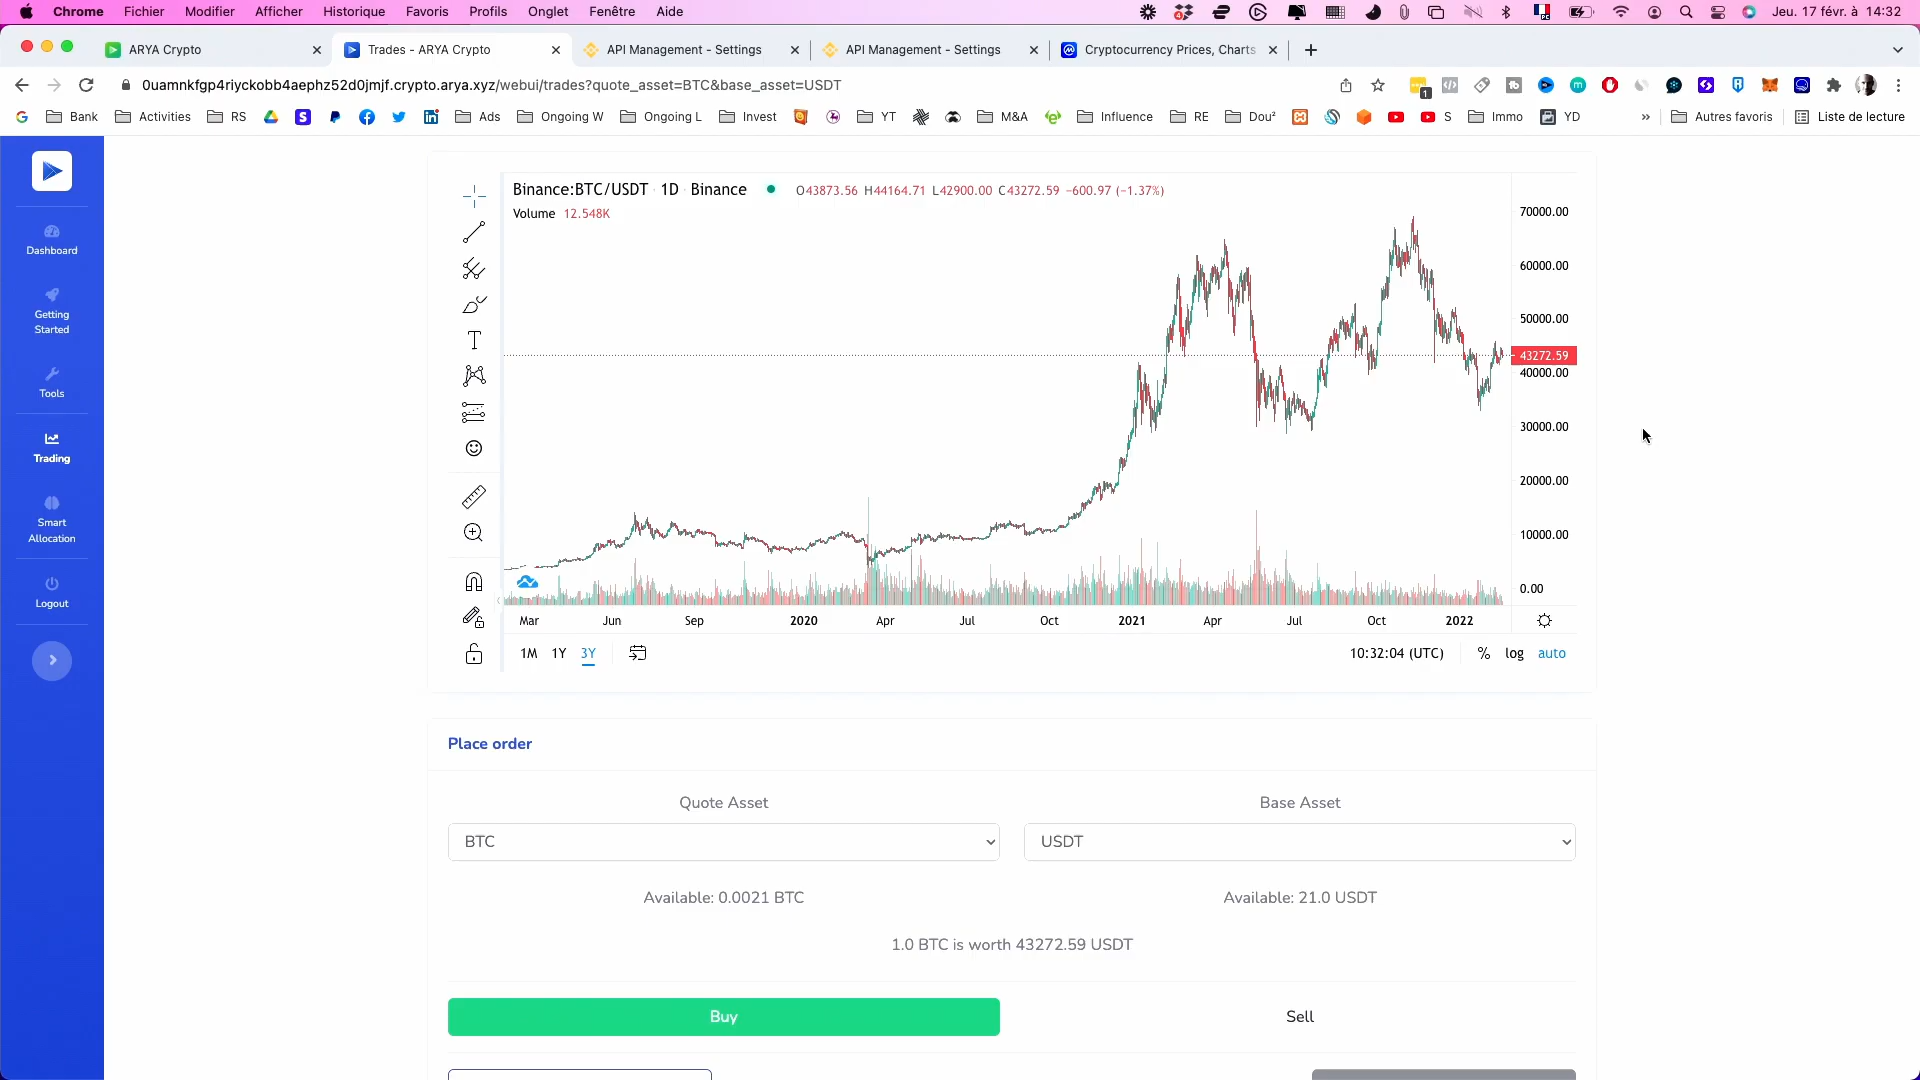 Chrome Fichier Modifier Afficher Historique Favoris Profils Onglet Fenêtre Aide Jeu. 17 févr. à 14:32
ARYA Crypto Trades - ARYA Crypto API Management - Settings API Management - Settings Cryptocurrency Prices, Charts
0uamnkfgp4riyckobb4aephz52d0jmjf.crypto.arya.xyz/webui/trades?quote_asset=BTC&base_asset=USDT
Bank Activities RS Ads Ongoing W Ongoing L Invest YT M&A Influence RE Dou² S Immo YD » Autres favoris Liste de lecture
Dashboard
Getting
Started
Tools
Trading
Smart
Allocation
Logout
Binance:BTC/USDT 1D Binance O43873.56 H44164.71 L42900.00 C43272.59 −600.97 (−1.37%)
Volume 12.548K
70000.00
60000.00
50000.00
43272.59
40000.00
30000.00
20000.00
10000.00
0.00
Mar Jun Sep 2020 Apr Jul Oct 2021 Apr Jul Oct 2022
1M 1Y 3Y 10:32:04 (UTC) % log auto
Place order
Quote Asset Base Asset
BTC USDT
Available: 0.0021 BTC Available: 21.0 USDT
1.0 BTC is worth 43272.59 USDT
Buy Sell